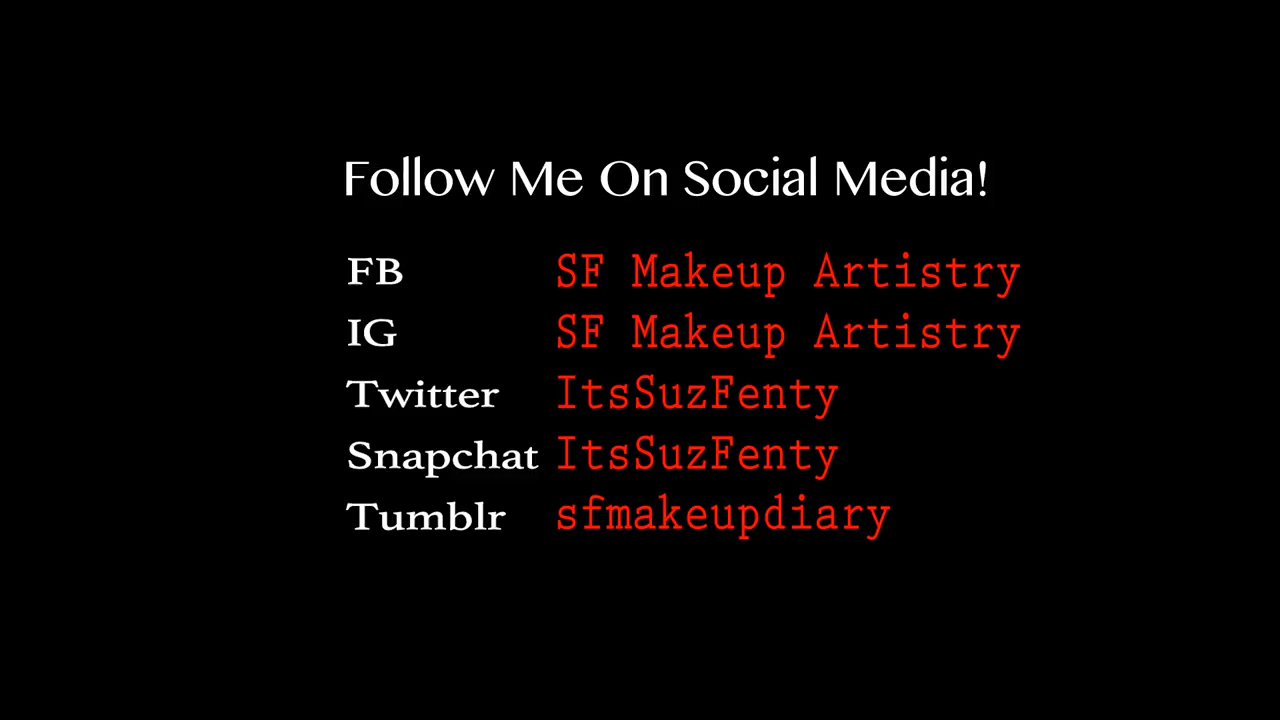 Follow Me On Social Media!
FB SF Makeup Artistry
IG SF Makeup Artistry
Twitter ItsSuzFenty
Snapchat ItsSuzFenty
Tumblr sfmakeupdiary